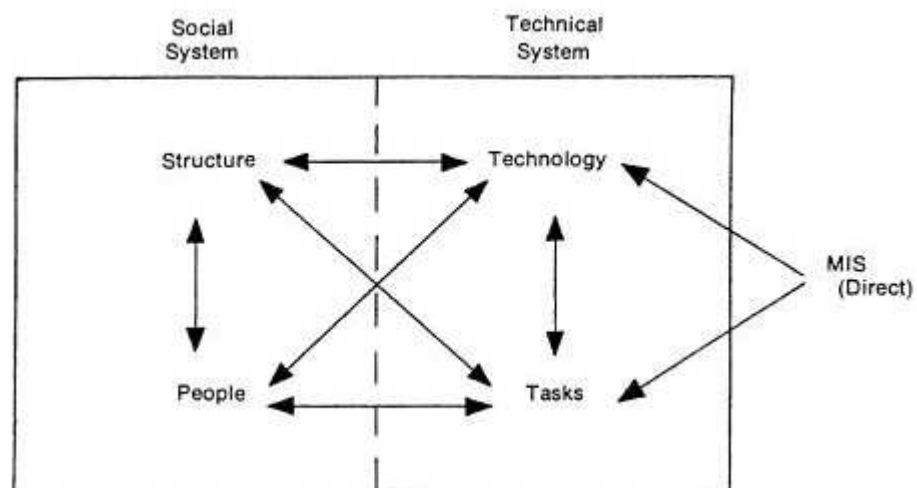 Social
System
Technical
System
Structure
Technology
MIS
(Direct)
People
Tasks